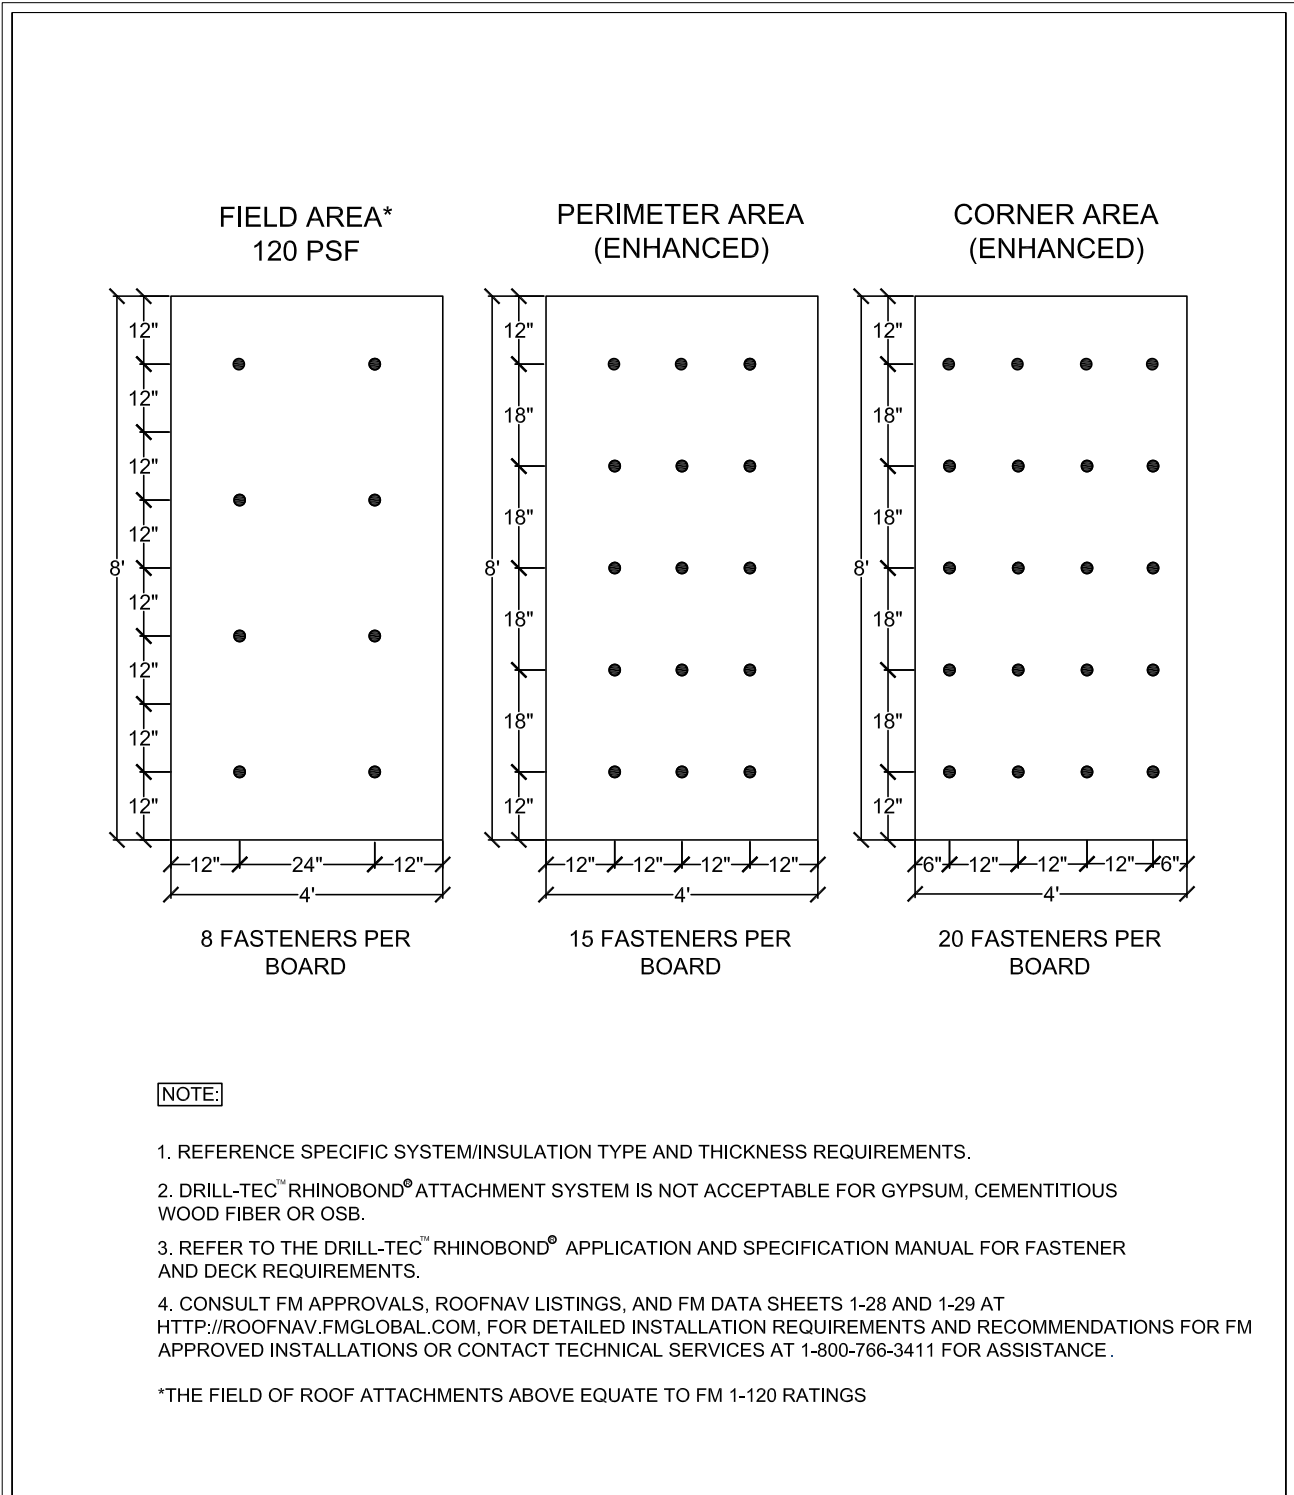 FIELD AREA*
120 PSF
12"
12"
12"
12"
12"
12"
12"
12"
8'
12"
24"
12"
4'
8 FASTENERS PER
BOARD
PERIMETER AREA
(ENHANCED)
12"
18"
18"
18"
18"
12"
8'
12"
12"
12"
12"
4'
15 FASTENERS PER
BOARD
CORNER AREA
(ENHANCED)
12"
18"
18"
18"
18"
12"
8'
6"
12"
12"
12"
6"
4'
20 FASTENERS PER
BOARD
NOTE:
1. REFERENCE SPECIFIC SYSTEM/INSULATION TYPE AND THICKNESS REQUIREMENTS.
2. DRILL-TEC™ RHINOBOND® ATTACHMENT SYSTEM IS NOT ACCEPTABLE FOR GYPSUM, CEMENTITIOUS
WOOD FIBER OR OSB.
3. REFER TO THE DRILL-TEC™ RHINOBOND® APPLICATION AND SPECIFICATION MANUAL FOR FASTENER
AND DECK REQUIREMENTS.
4. CONSULT FM APPROVALS, ROOFNAV LISTINGS, AND FM DATA SHEETS 1-28 AND 1-29 AT
HTTP://ROOFNAV.FMGLOBAL.COM, FOR DETAILED INSTALLATION REQUIREMENTS AND RECOMMENDATIONS FOR FM
APPROVED INSTALLATIONS OR CONTACT TECHNICAL SERVICES AT 1-800-766-3411 FOR ASSISTANCE.
*THE FIELD OF ROOF ATTACHMENTS ABOVE EQUATE TO FM 1-120 RATINGS